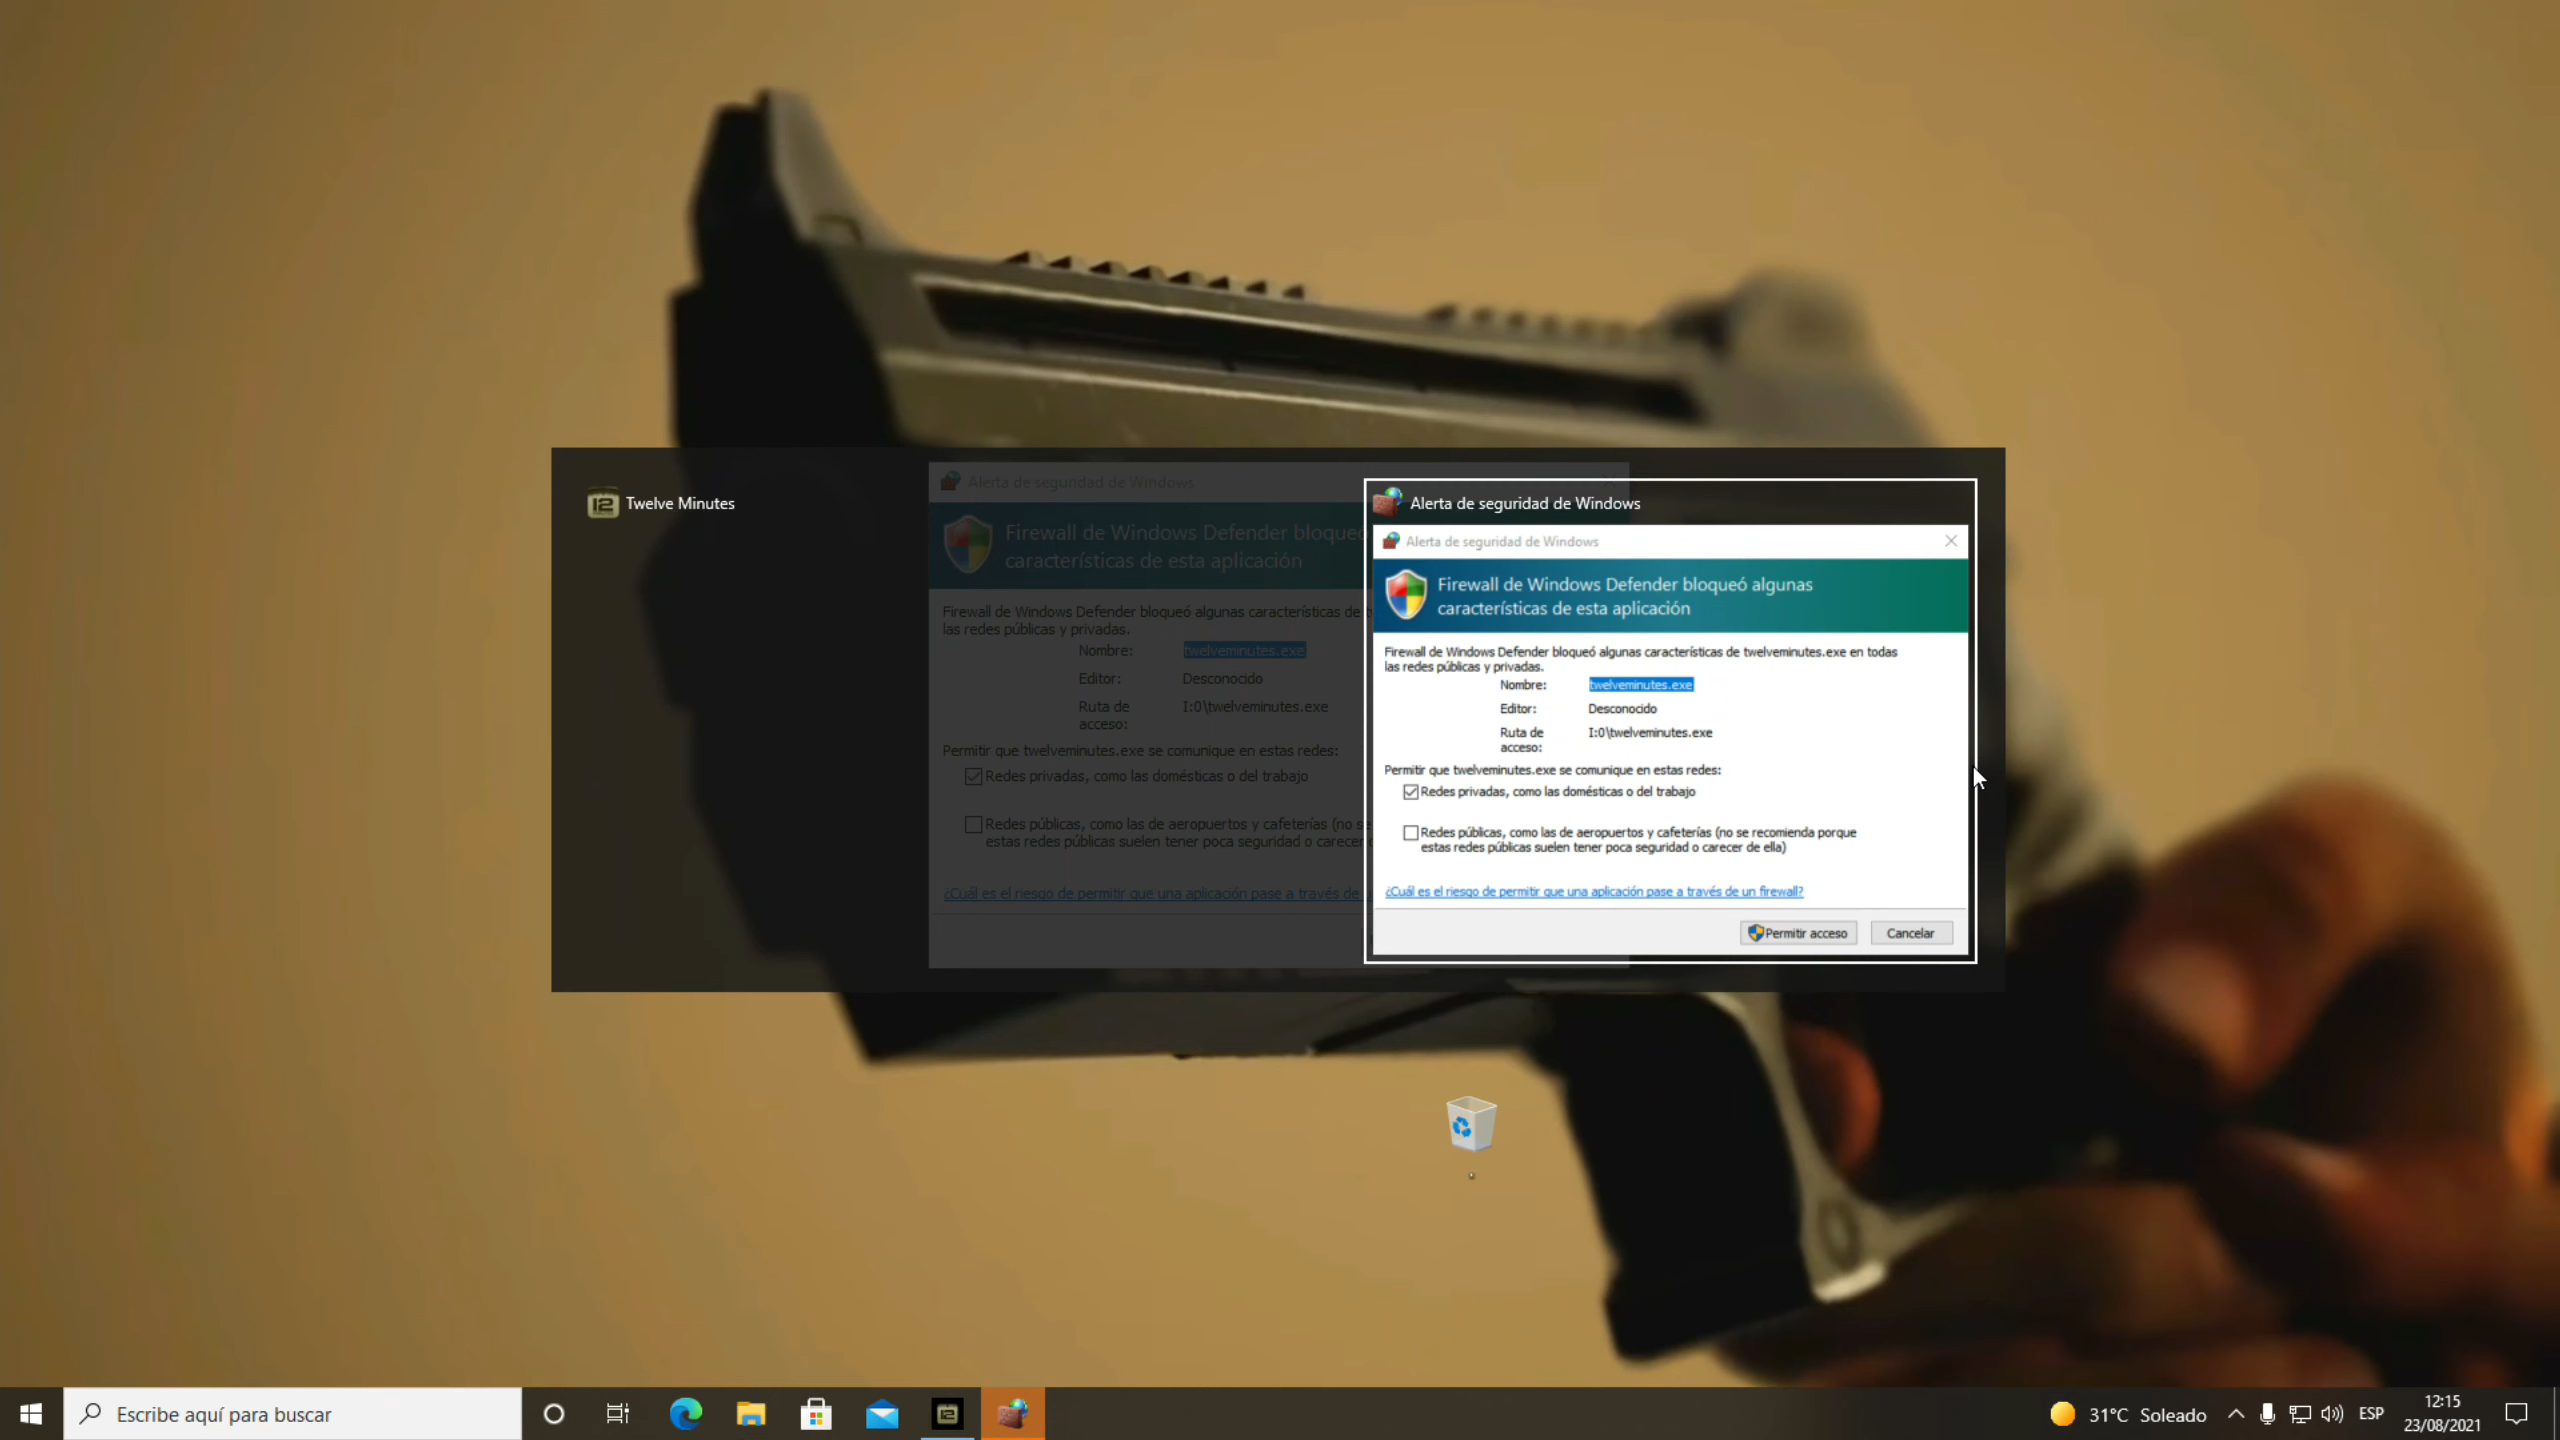 12
Twelve Minutes
Alerta de seguridad de Windows
Firewall de Windows Defender bloqueó
características de esta aplicación
Firewall de Windows Defender bloqueó algunas características de
las redes públicas y privadas.
Nombre: twelveminutes.exe
Editor: Desconocido
Ruta de I:0\twelveminutes.exe
acceso:
Permitir que twelveminutes.exe se comunique en estas redes:
Redes privadas, como las domésticas o del trabajo
Redes públicas, como las de aeropuertos y cafeterías (no se
estas redes públicas suelen tener poca seguridad o carecer
¿Cuál es el riesgo de permitir que una aplicación pase a través de
Alerta de seguridad de Windows
Alerta de seguridad de Windows
Firewall de Windows Defender bloqueó algunas
características de esta aplicación
Firewall de Windows Defender bloqueó algunas características de twelveminutes.exe en todas
las redes públicas y privadas.
Nombre: twelveminutes.exe
Editor: Desconocido
Ruta de I:0\twelveminutes.exe
acceso:
Permitir que twelveminutes.exe se comunique en estas redes:
Redes privadas, como las domésticas o del trabajo
Redes públicas, como las de aeropuertos y cafeterías (no se recomienda porque
estas redes públicas suelen tener poca seguridad o carecer de ella)
¿Cuál es el riesgo de permitir que una aplicación pase a través de un firewall?
Permitir acceso Cancelar
Escribe aquí para buscar
12
31°C Soleado
ESP
12:15
23/08/2021